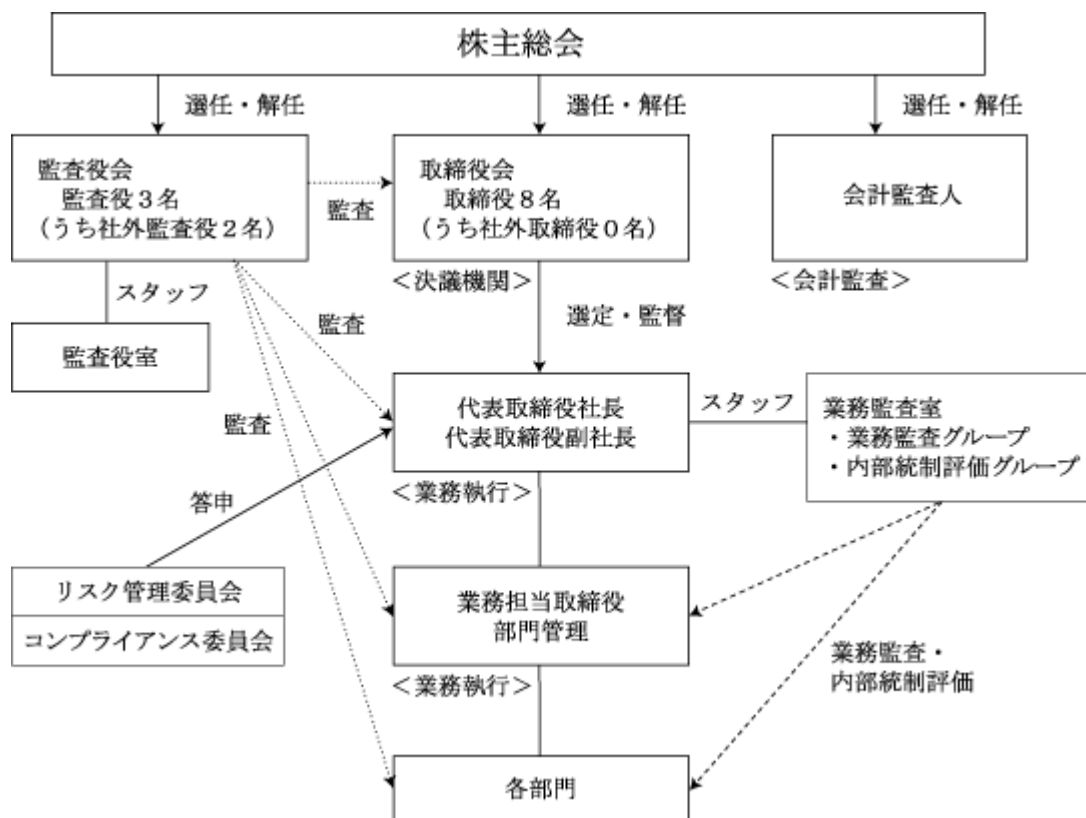 株主総会
選任・解任
選任・解任
選任・解任
監査役会
監査役3名
(うち社外監査役2名)
監査
取締役会
取締役8名
(うち社外取締役0名)
会計監査人
<決議機関>
<会計監査>
スタッフ
選定・監督
監査役室
監査
代表取締役社長
代表取締役副社長
スタッフ
業務監査室
・業務監査グループ
・内部統制評価グループ
監査
<業務執行>
答申
リスク管理委員会
コンプライアンス委員会
業務担当取締役
部門管理
業務監査・
内部統制評価
<業務執行>
各部門